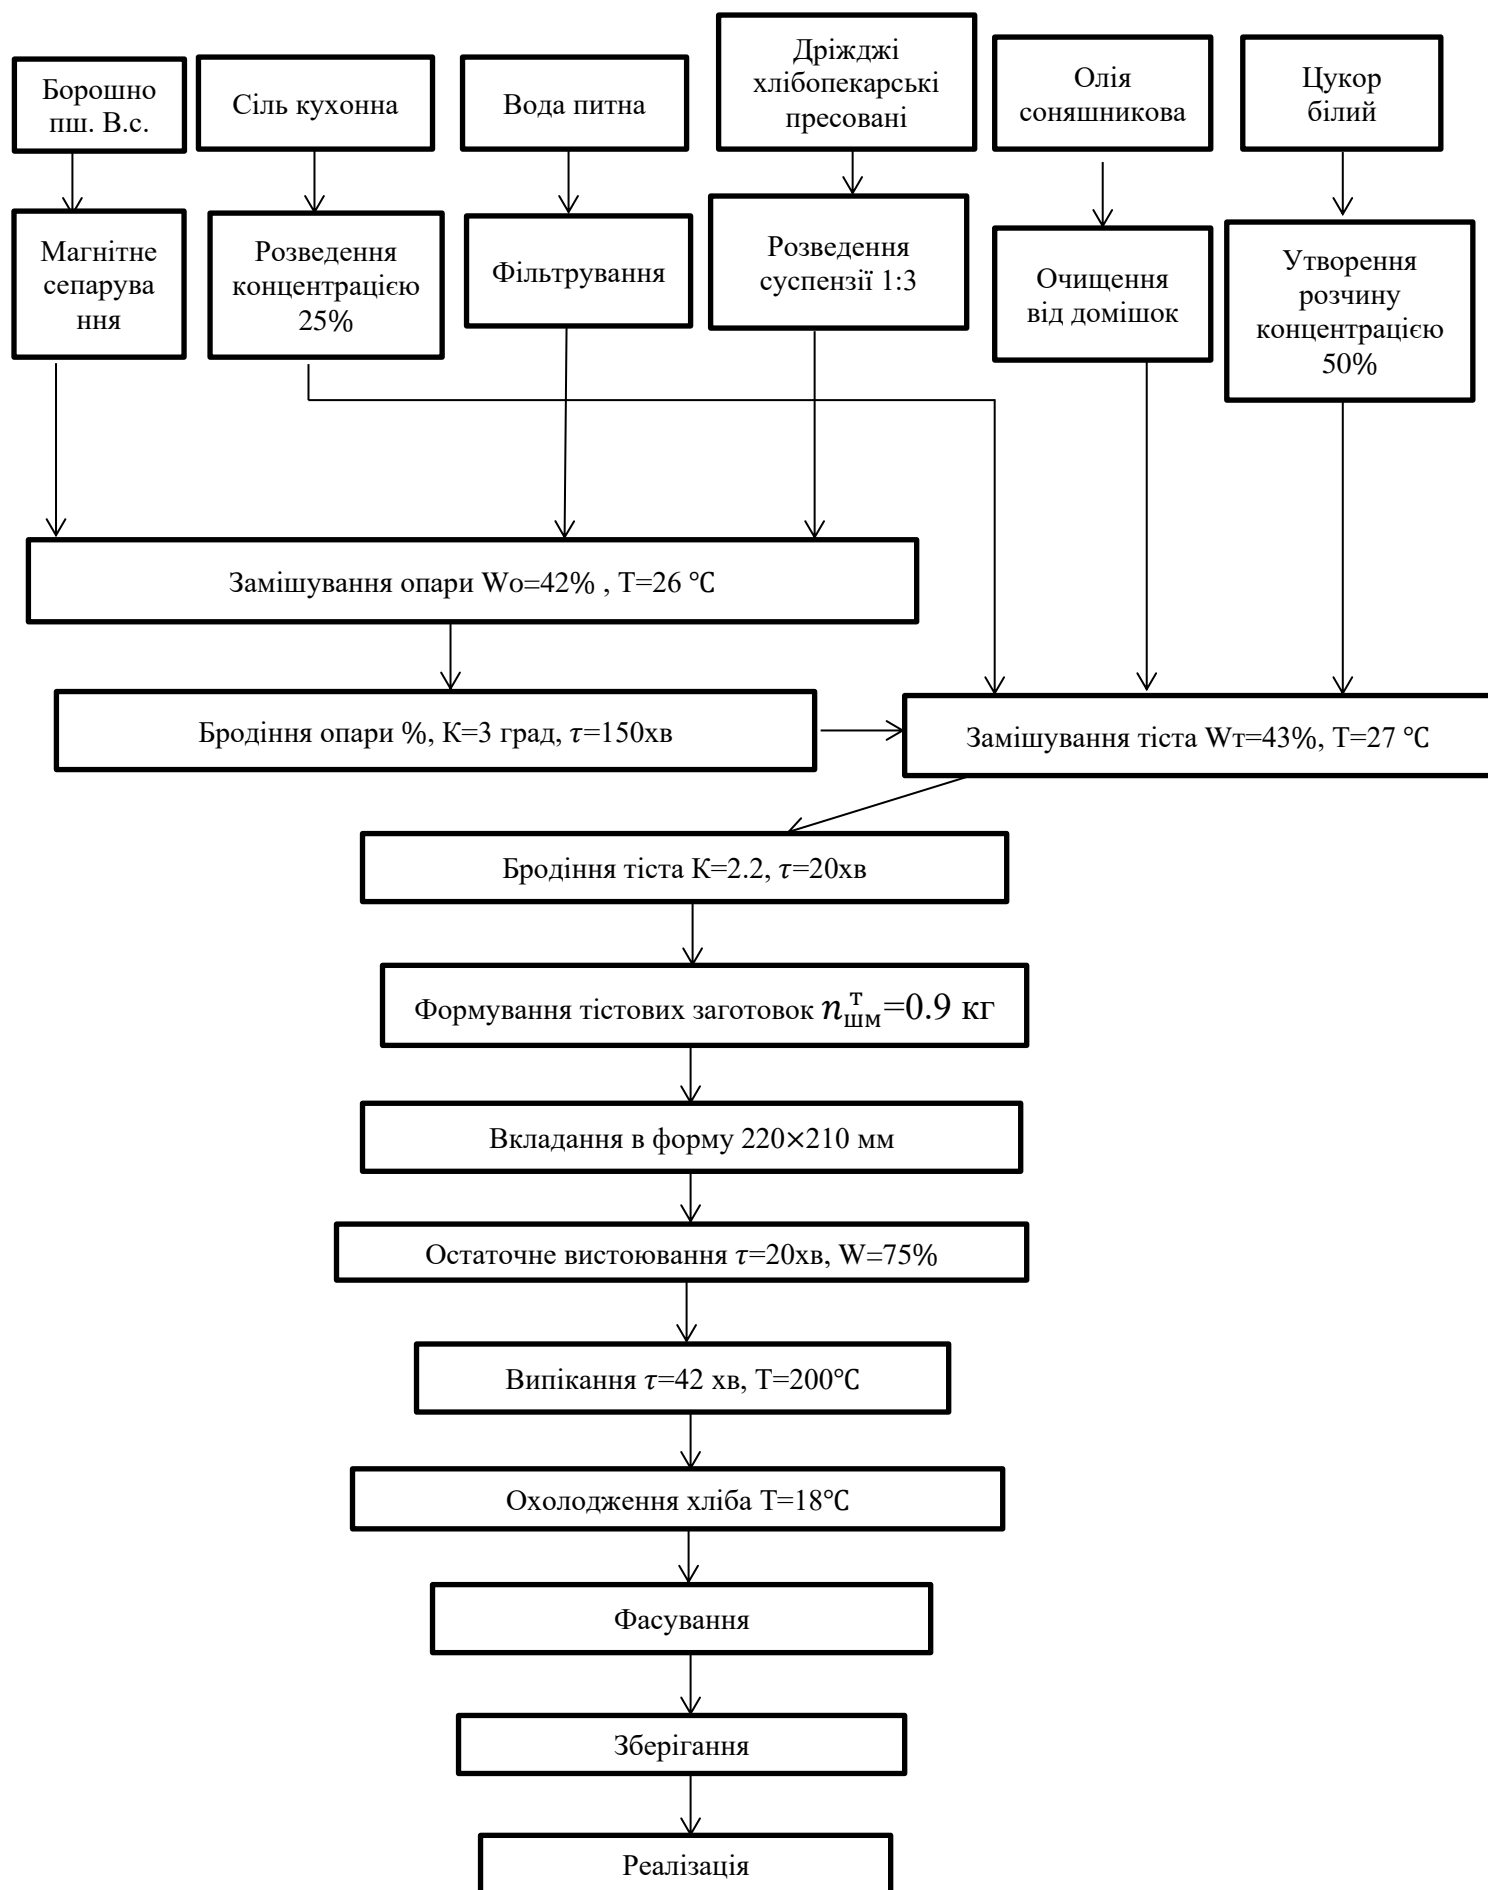 Борошно
пш. В.с.
Сіль кухонна
Вода питна
Дріжджі
хлібопекарські
пресовані
Олія
соняшникова
Цукор
білий
Магнітне
сепарува
ння
Розведення
концентрацією
25%
Фільтрування
Розведення
суспензії 1:3
Очищення
від домішок
Утворення
розчину
концентрацією
50%
Замішування опари Wо=42% , T=26 ℃
Бродіння опари %, К=3 град, τ=150хв
Замішування тіста Wт=43%, T=27 ℃
Бродіння тіста К=2.2, τ=20хв
Формування тістових заготовок n шм т =0.9 кг
Вкладання в форму 220×210 мм
Остаточне вистоювання τ=20хв, W=75%
Випікання τ=42 хв, T=200℃
Охолодження хліба T=18℃
Фасування
Зберігання
Реалізація